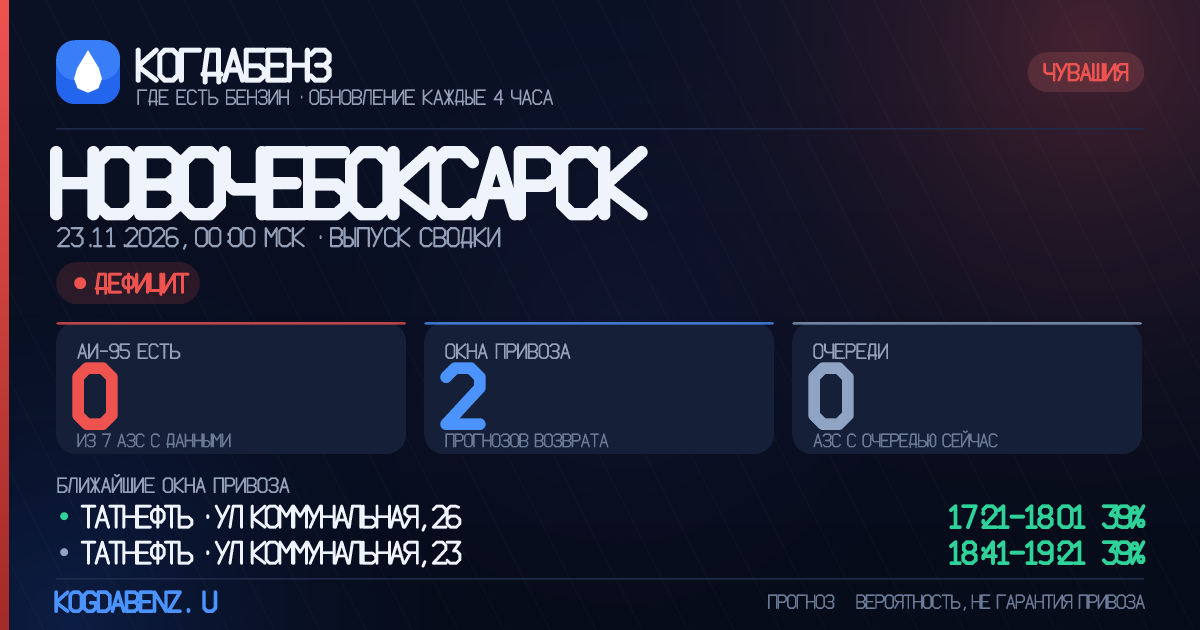 КОГДАБЕНЗ
ГДЕ ЕСТЬ БЕНЗИН · ОБНОВЛЕНИЕ КАЖДЫЕ 4 ЧАСА
ЧУВАШИЯ
НОВОЧЕБОКСАРСК
23.11.2026, 00:00 МСК · ВЫПУСК СВОДКИ
• ДЕФИЦИТ
АИ-95 ЕСТЬ
0
ИЗ 7 АЗС С ДАННЫМИ
ОКНА ПРИВОЗА
2
ПРОГНОЗОВ ВОЗВРАТА
ОЧЕРЕДИ
0
АЗС С ОЧЕРЕДЬЮ СЕЙЧАС
БЛИЖАЙШИЕ ОКНА ПРИВОЗА
• ТАТНЕФТЬ · УЛ КОММУНАЛЬНАЯ, 26 17:21–18:01 39%
• ТАТНЕФТЬ · УЛ КОММУНАЛЬНАЯ, 23 18:41–19:21 39%
KOGDABENZ. U
ПРОГНОЗ ВЕРОЯТНОСТЬ, НЕ ГАРАНТИЯ ПРИВОЗА